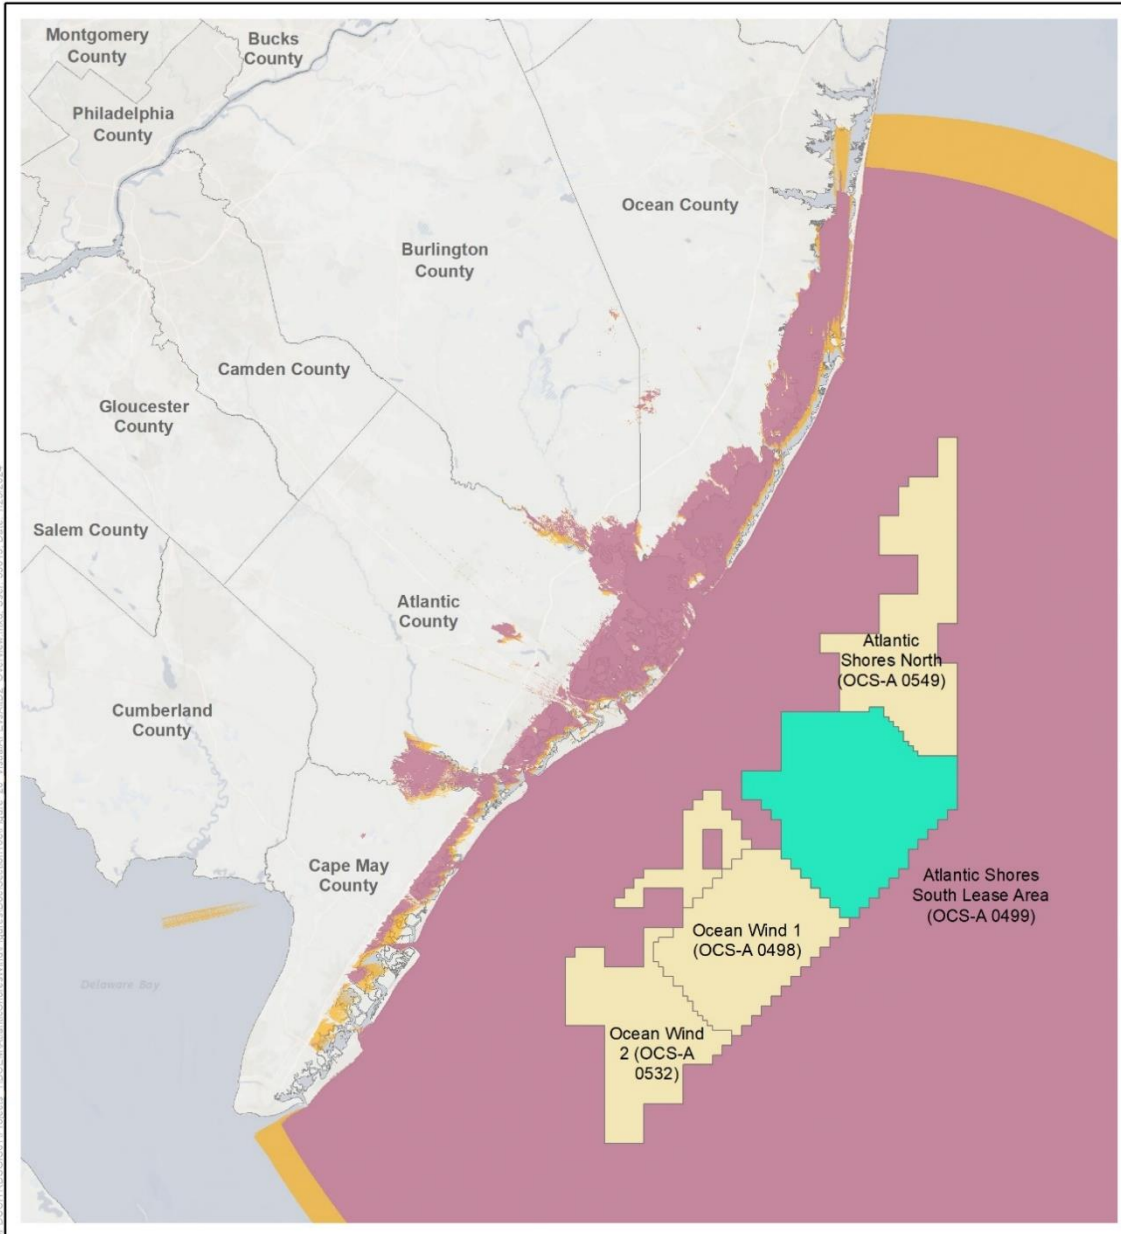 Montgomery
County
Bucks
County
Philadelphia
County
Ocean County
Burlington
County
Camden County
Gloucester
County
Salem County
Atlantic
County
Cumberland
County
Cape May
County
Delaware Bay
Atlantic
Shores North
(OCS-A 0549)
Atlantic Shores
South Lease Area
(OCS-A 0499)
Ocean Wind 1
(OCS-A 0498)
Ocean Wind
2 (OCS-A
0532)